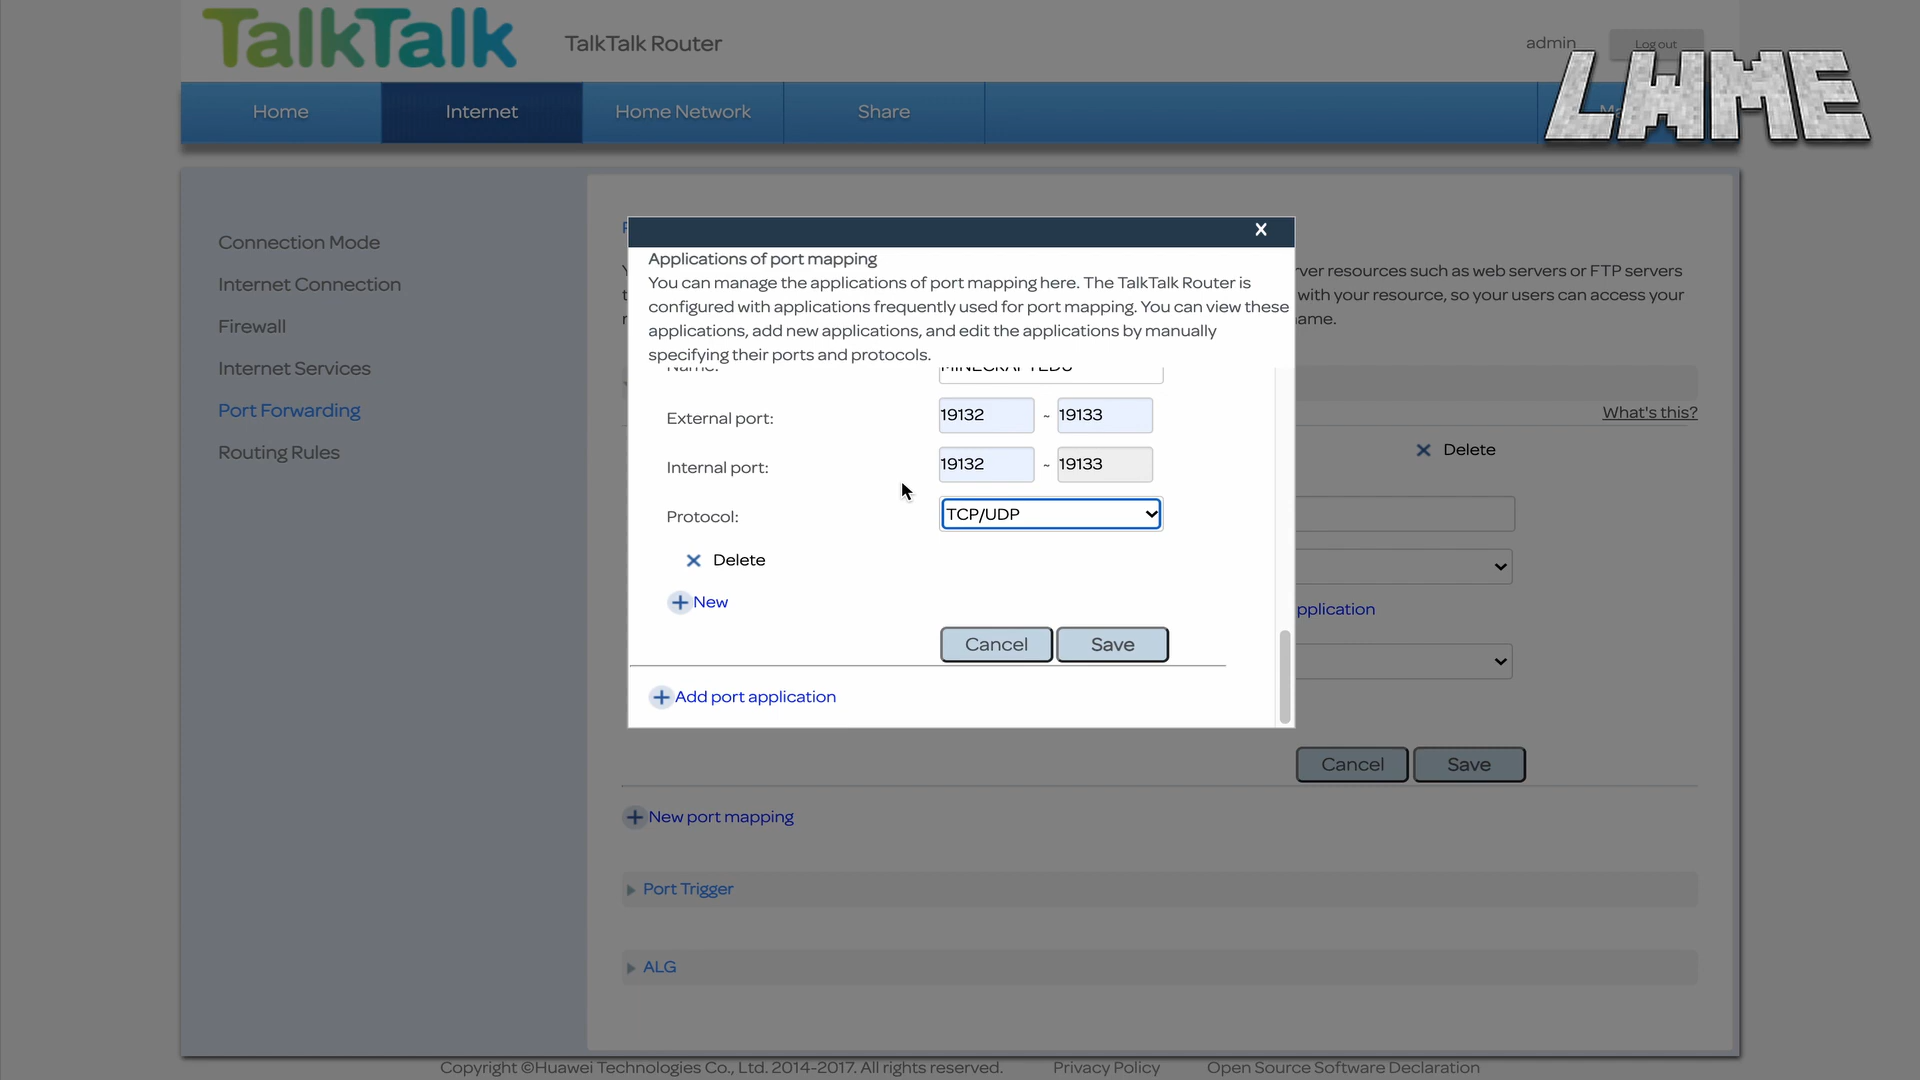 TalkTalk
TalkTalk Router
admin
Log out
LWME
Home
Internet
Home Network
Share
Connection Mode
Internet Connection
Firewall
Internet Services
Port Forwarding
Routing Rules
X
Applications of port mapping
You can manage the applications of port mapping here. The TalkTalk Router is
configured with applications frequently used for port mapping. You can view these
applications, add new applications, and edit the applications by manually
specifying their ports and protocols.
Name:
External port:
19132 ~ 19133
Internal port:
19132 ~ 19133
Protocol:
TCP/UDP
Delete
New
Cancel
Save
Add port application
resources such as web servers or FTP servers
with your resource, so your users can access your
What's this?
Delete
Cancel
Save
New port mapping
Port Trigger
ALG
Copyright ©Huawei Technologies Co., Ltd. 2014-2017. All rights reserved.
Privacy Policy
Open Source Software Declaration